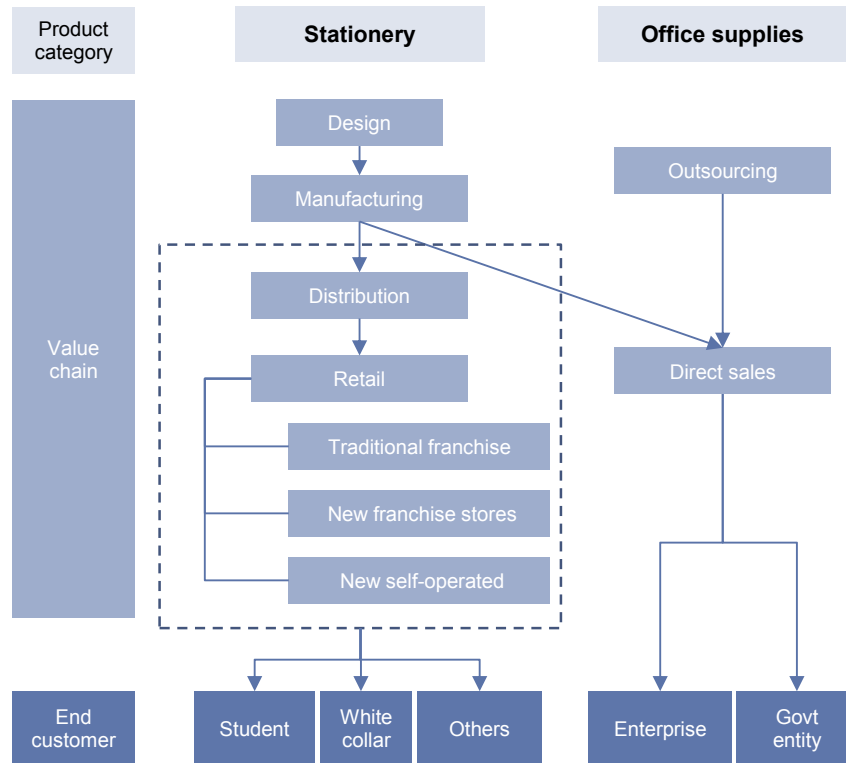 Product
category
Stationery
Office supplies
Value
chain
Design
Manufacturing
Distribution
Retail
Traditional franchise
New franchise stores
New self-operated
Outsourcing
Direct sales
End
customer
Student
White
collar
Others
Enterprise
Govt
entity